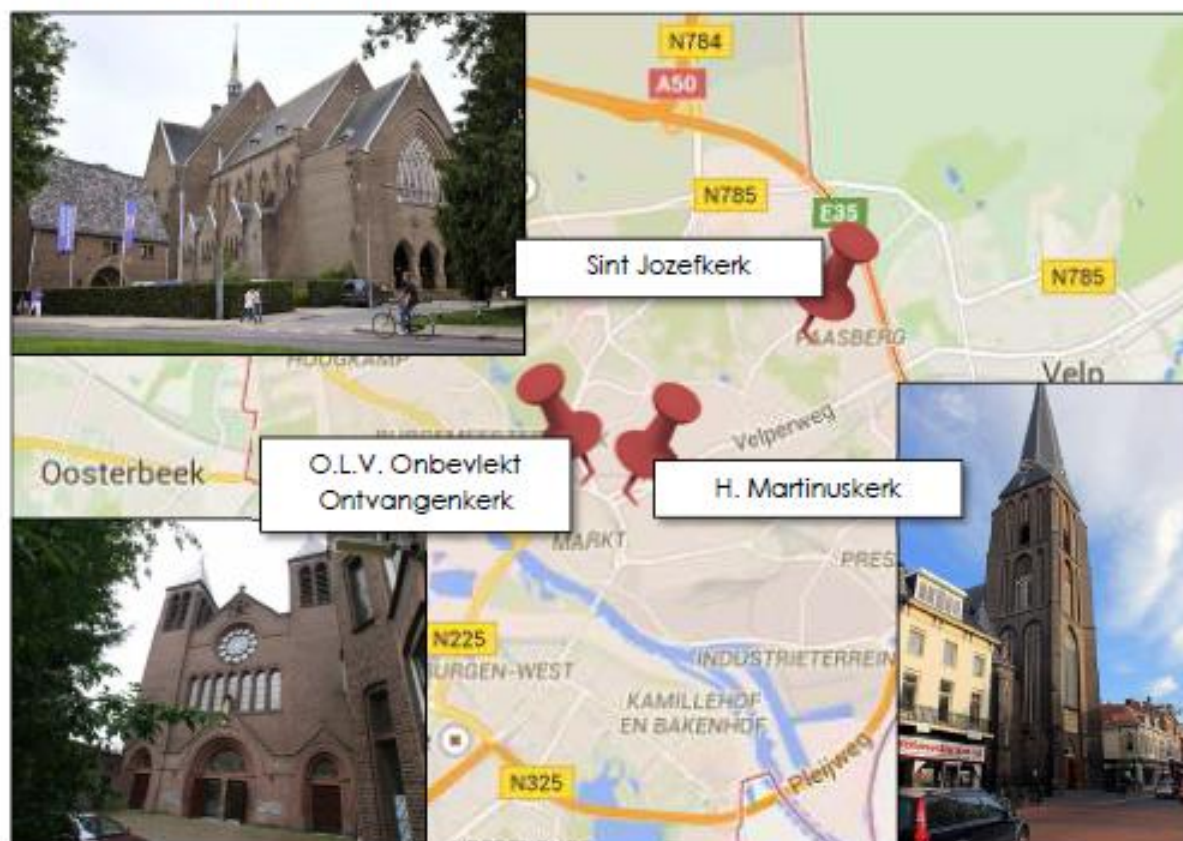 N784
A50
N785
E35
Sint Jozefkerk
N785
PAASBERG
HOOGKAMP
Velp
Velperweg
O.L.V. Onbevlekt
Ontvangenkerk
H. Martinuskerk
Oosterbeek
MARKT
PRES
N225
BURGEN-WEST
INDUSTRIETERREIN
KAMILLEHOF
EN BAKENHOF
Pleijweg
N325